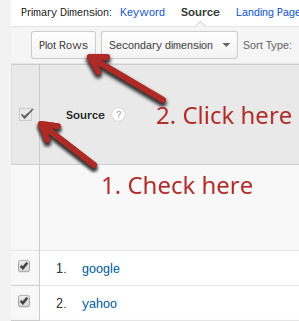 Primary Dimension: Keyword Source Landing Page
Plot Rows Secondary dimension Sort Type:
Source ?
2. Click here
1. Check here
1. google
2. yahoo